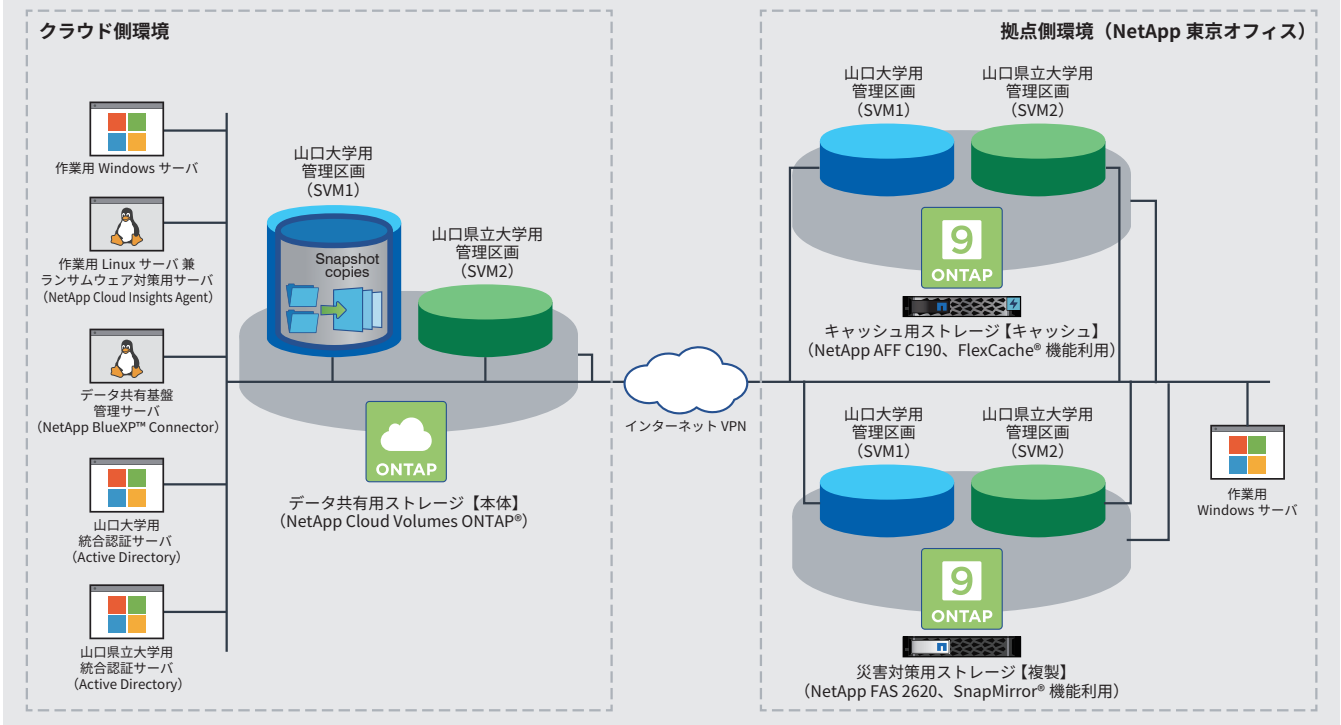 クラウド側環境
作業用 Windows サーバ
作業用 Linux サーバ 兼
ランサムウェア対策用サーバ
（NetApp Cloud Insights Agent）
データ共有基盤
管理サーバ
（NetApp BlueXP™ Connector）
山口大学用
統合認証サーバ
（Active Directory）
山口県立大学用
統合認証サーバ
（Active Directory）
山口大学用
管理区画
（SVM1）
Snapshot
copies
山口県立大学用
管理区画
（SVM2）
ONTAP
データ共有用ストレージ【本体】
（NetApp Cloud Volumes ONTAP®）
インターネット VPN
拠点側環境（NetApp 東京オフィス）
山口大学用
管理区画
（SVM1）
山口県立大学用
管理区画
（SVM2）
9
ONTAP
キャッシュ用ストレージ【キャッシュ】
（NetApp AFF C190、FlexCache® 機能利用）
山口大学用
管理区画
（SVM1）
山口県立大学用
管理区画
（SVM2）
9
ONTAP
災害対策用ストレージ【複製】
（NetApp FAS 2620、SnapMirror® 機能利用）
作業用
Windows サーバ